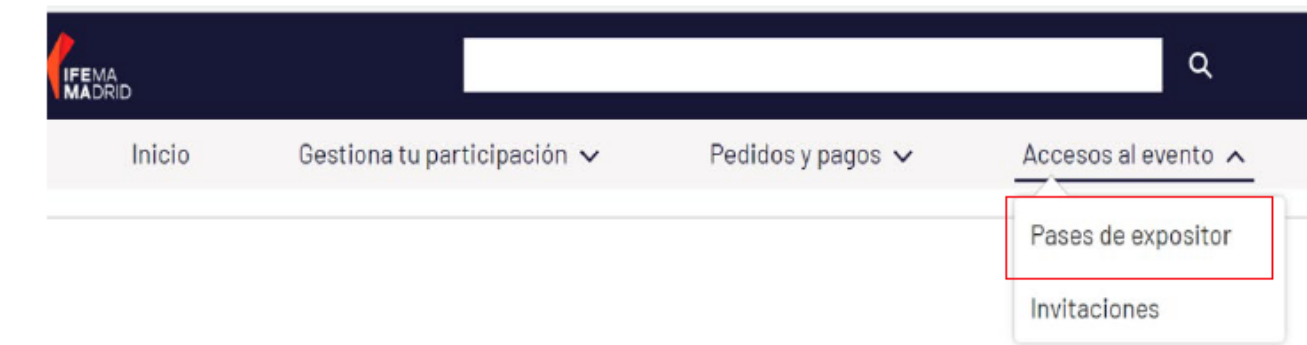 IFEMA
MADRID
Inicio
Gestiona tu participación
Pedidos y pagos
Accesos al evento
Pases de expositor
Invitaciones